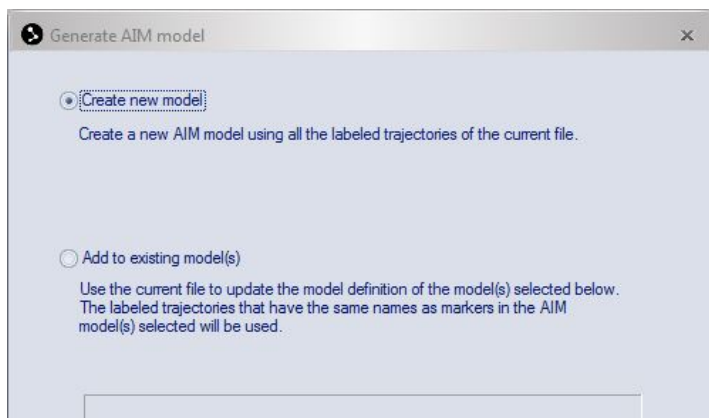 Generate AIM model
Create new model
Create a new AIM model using all the labeled trajectories of the current file.
Add to existing model(s)
Use the current file to update the model definition of the model(s) selected below.
The labeled trajectories that have the same names as markers in the AIM
model(s) selected will be used.